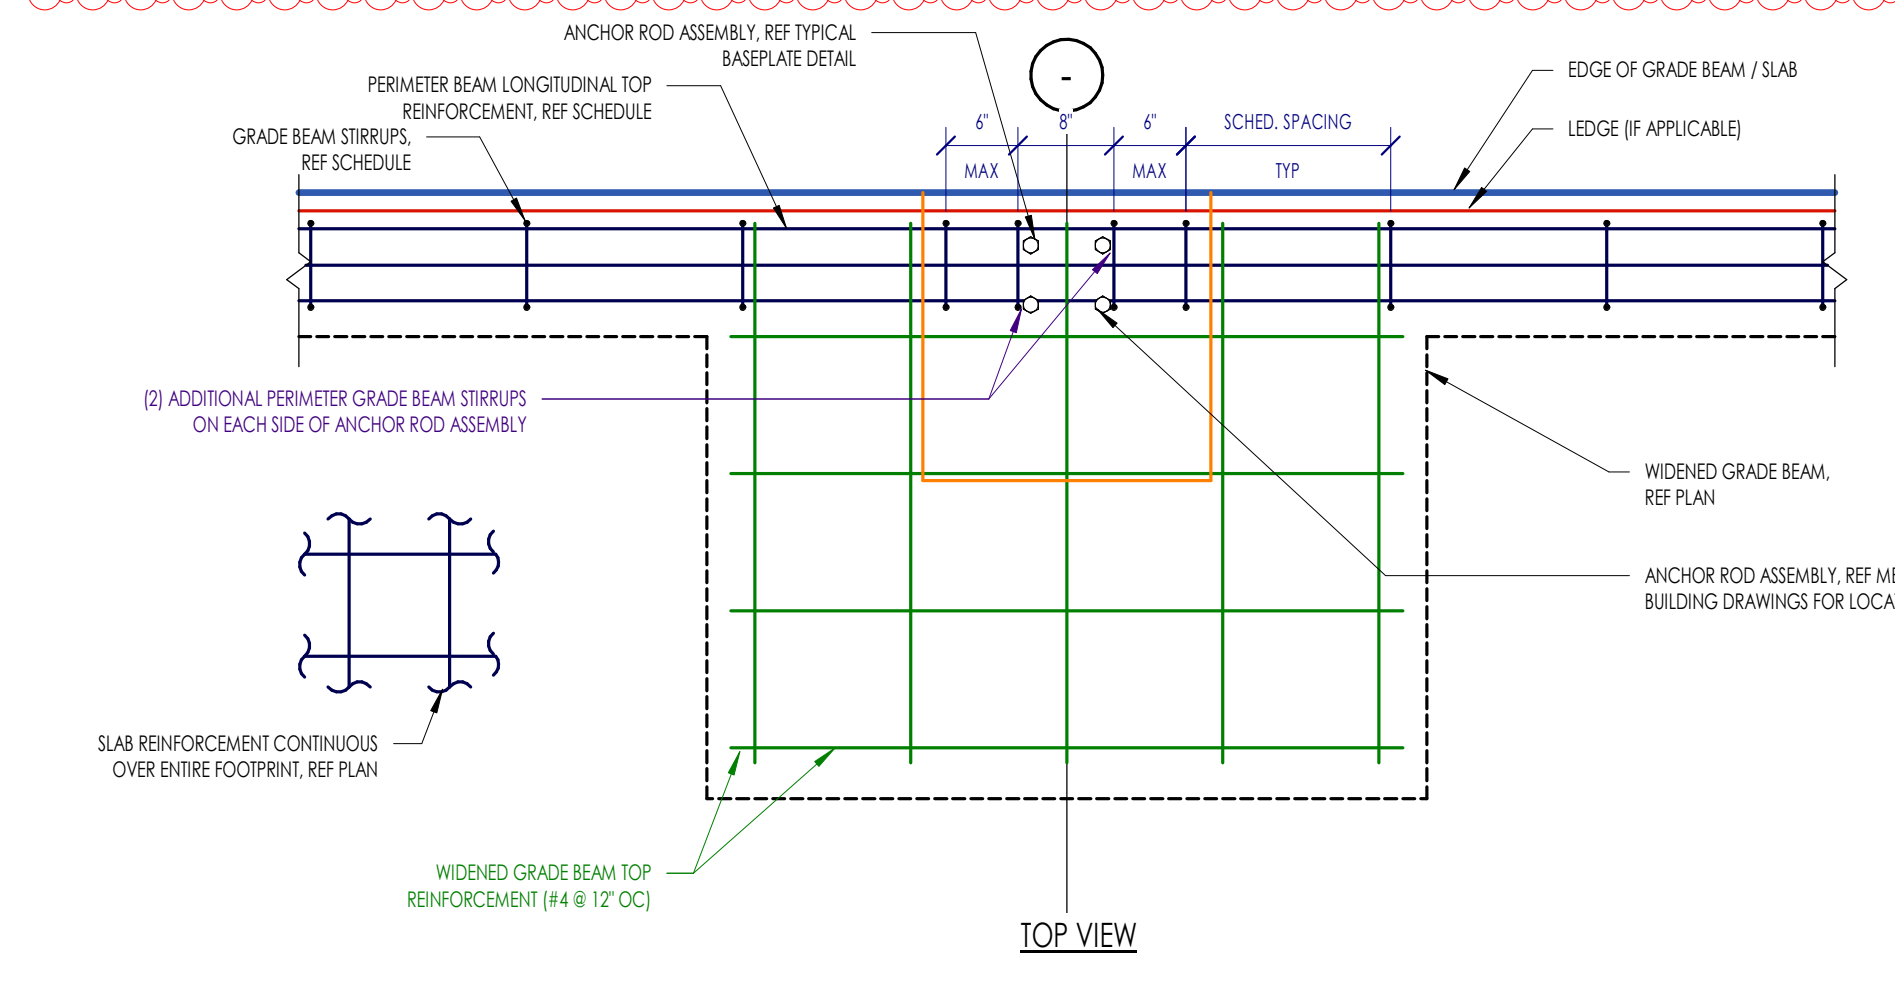 ANCHOR ROD ASSEMBLY, REF TYPICAL
BASEPLATE DETAIL
-
PERIMETER BEAM LONGITUDINAL TOP
REINFORCEMENT, REF SCHEDULE
GRADE BEAM STIRRUPS,
REF SCHEDULE
6"
MAX
8"
6"
MAX
SCHED. SPACING
TYP
EDGE OF GRADE BEAM / SLAB
LEDGE (IF APPLICABLE)
(2) ADDITIONAL PERIMETER GRADE BEAM STIRRUPS
ON EACH SIDE OF ANCHOR ROD ASSEMBLY
WIDENED GRADE BEAM,
REF PLAN
ANCHOR ROD ASSEMBLY, REF
BUILDING DRAWINGS FOR
SLAB REINFORCEMENT CONTINUOUS
OVER ENTIRE FOOTPRINT, REF PLAN
WIDENED GRADE BEAM TOP
REINFORCEMENT (#4 @ 12" OC)
TOP VIEW